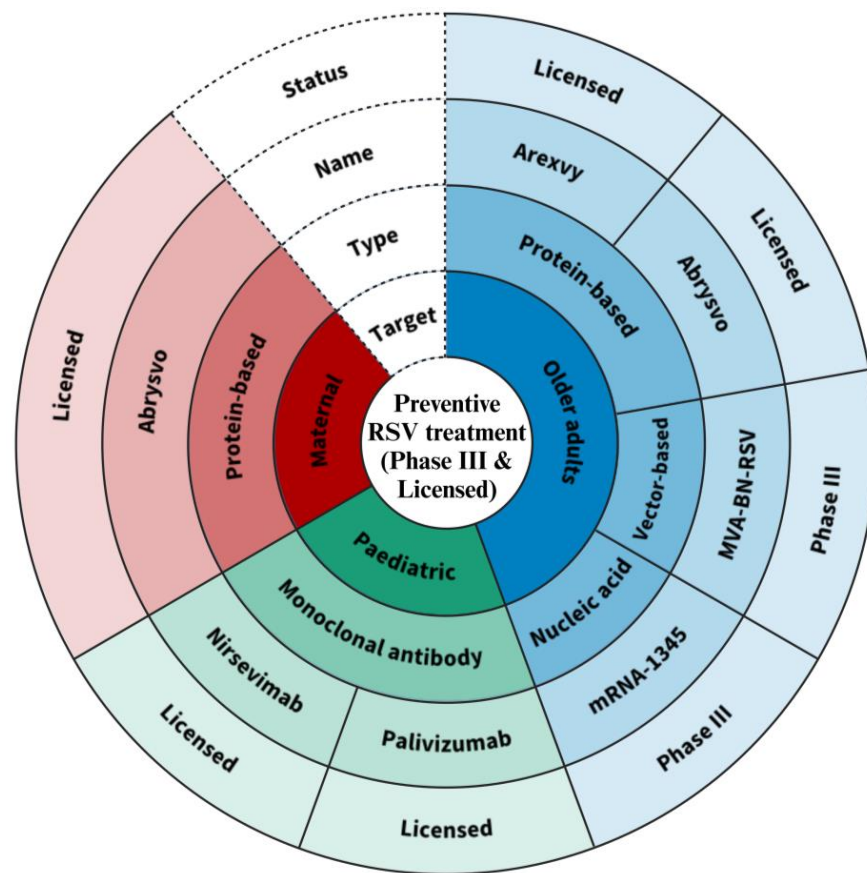 Preventive
RSV treatment
(Phase III &
Licensed)
Status
Name
Type
Target
Older adults
Protein-based
Arexvy
Licensed
Abrysvo
Licensed
Vector-based
MVA-BN-RSV
Phase III
Nucleic acid
mRNA-1345
Phase III
Paediatric
Monoclonal antibody
Palivizumab
Licensed
Nirsevimab
Licensed
Maternal
Protein-based
Abrysvo
Licensed